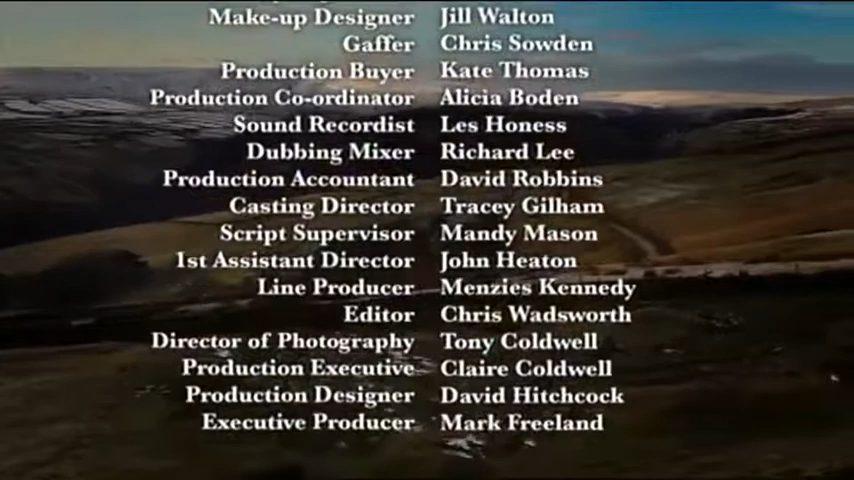 Make-up Designer Jill Walton
Gaffer Chris Sowden
Production Buyer Kate Thomas
Production Co-ordinator Alicia Boden
Sound Recordist Les Honess
Dubbing Mixer Richard Lee
Production Accountant David Robbins
Casting Director Tracey Gilham
Script Supervisor Mandy Mason
1st Assistant Director John Heaton
Line Producer Menzies Kennedy
Editor Chris Wadsworth
Director of Photography Tony Coldwell
Production Executive Claire Coldwell
Production Designer David Hitchcock
Executive Producer Mark Freeland